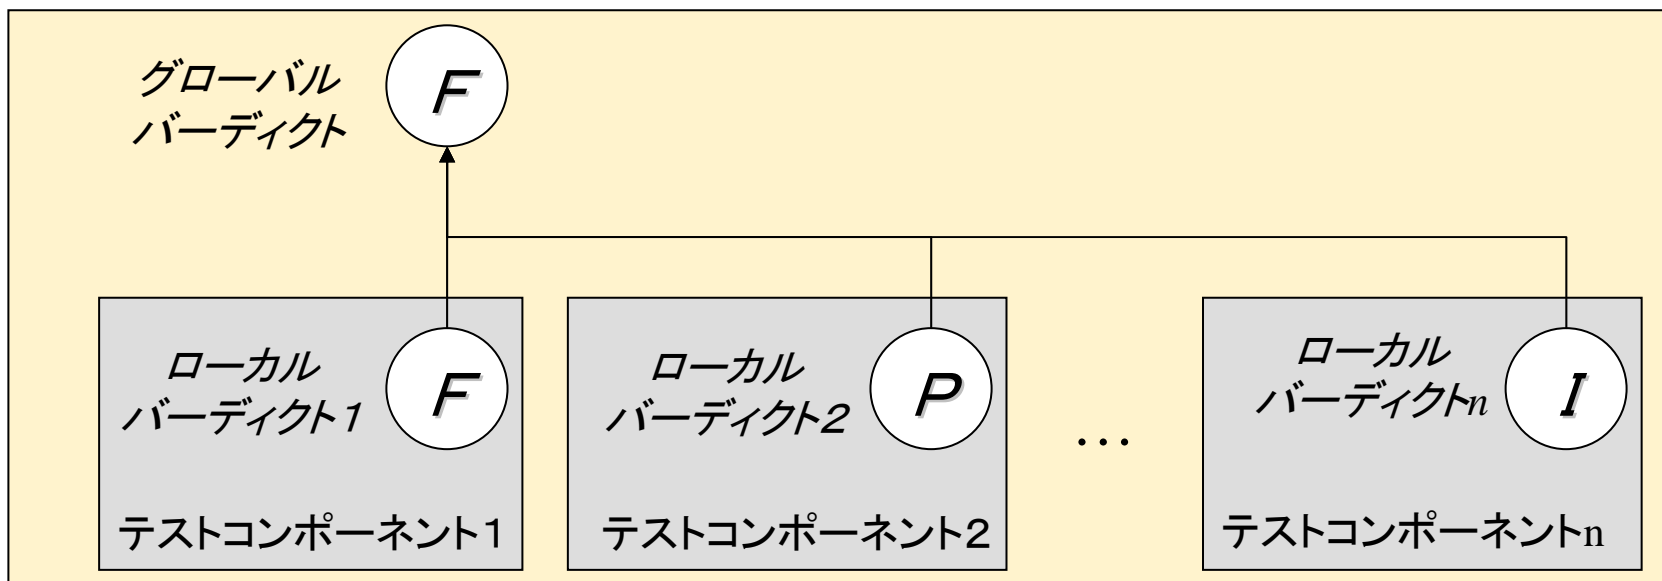 グローバル
バーディクト
F
ローカル
バーディクト1
F
テストコンポーネント1
ローカル
バーディクト2
P
テストコンポーネント2
...
ローカル
バーディクトn
I
テストコンポーネントn